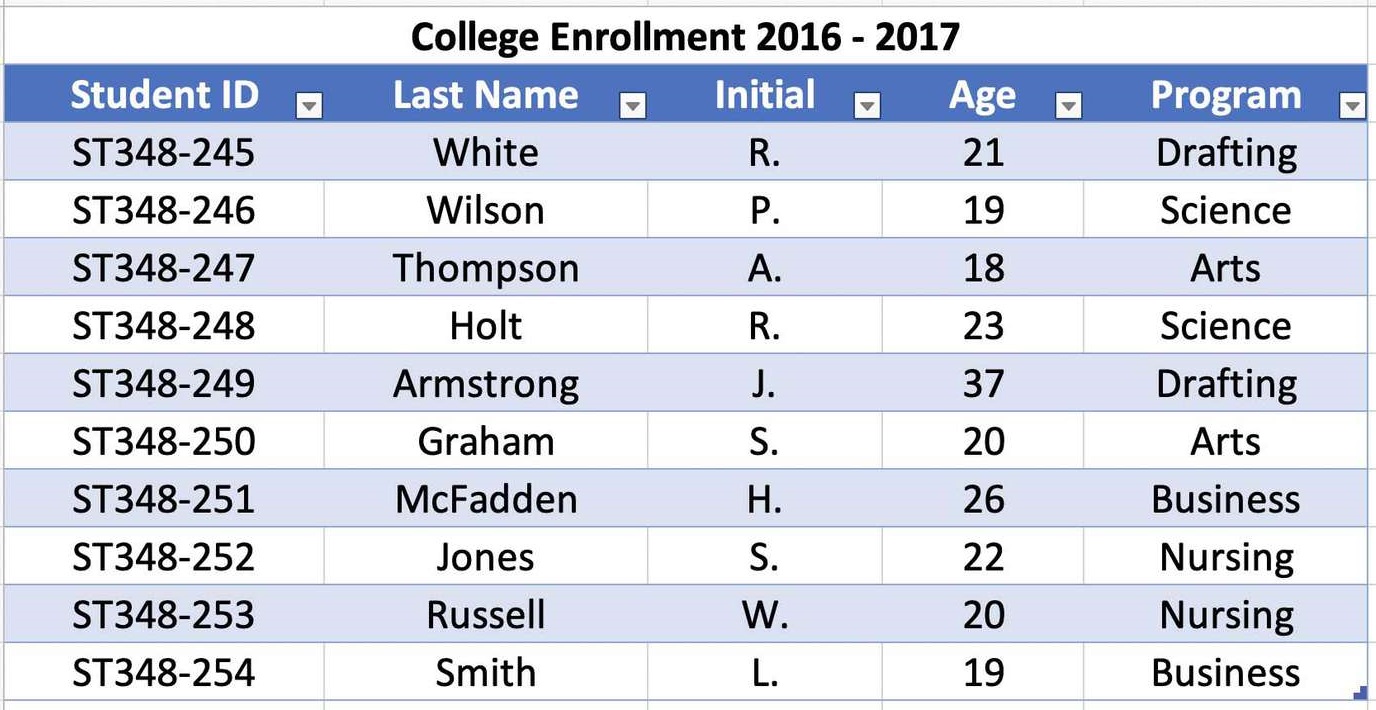 College Enrollment 2016 - 2017
Student ID Last Name Initial Age Program
ST348-245 White R. 21 Drafting
ST348-246 Wilson P. 19 Science
ST348-247 Thompson A. 18 Arts
ST348-248 Holt R. 23 Science
ST348-249 Armstrong J. 37 Drafting
ST348-250 Graham S. 20 Arts
ST348-251 McFadden H. 26 Business
ST348-252 Jones S. 22 Nursing
ST348-253 Russell W. 20 Nursing
ST348-254 Smith L. 19 Business